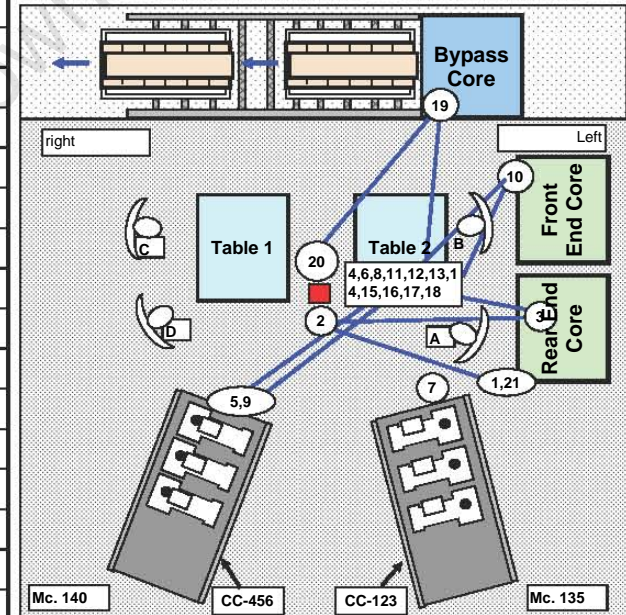 Bypass
Core
19
right
Left
10
Front
End Core
C
B
Table 1
Table 2
20
4,6,8,11,12,13,1
4,15,16,17,18
2
3
Rear End
Core
D
A
1,21
7
5,9
Mc. 140
CC-456
CC-123
Mc. 135